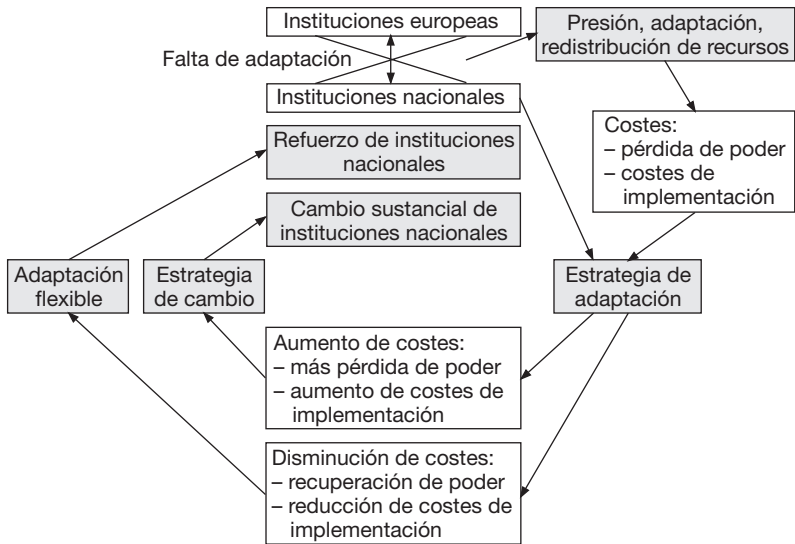 Instituciones europeas
Falta de adaptación
Instituciones nacionales
Presión, adaptación,
redistribución de recursos
Costes:
– pérdida de poder
– costes de
implementación
Refuerzo de instituciones
nacionales
Cambio sustancial de
instituciones nacionales
Adaptación
flexible
Estrategia
de cambio
Estrategia de
adaptación
Aumento de costes:
– más pérdida de poder
– aumento de costes de
implementación
Disminución de costes:
– recuperación de poder
– reducción de costes de
implementación